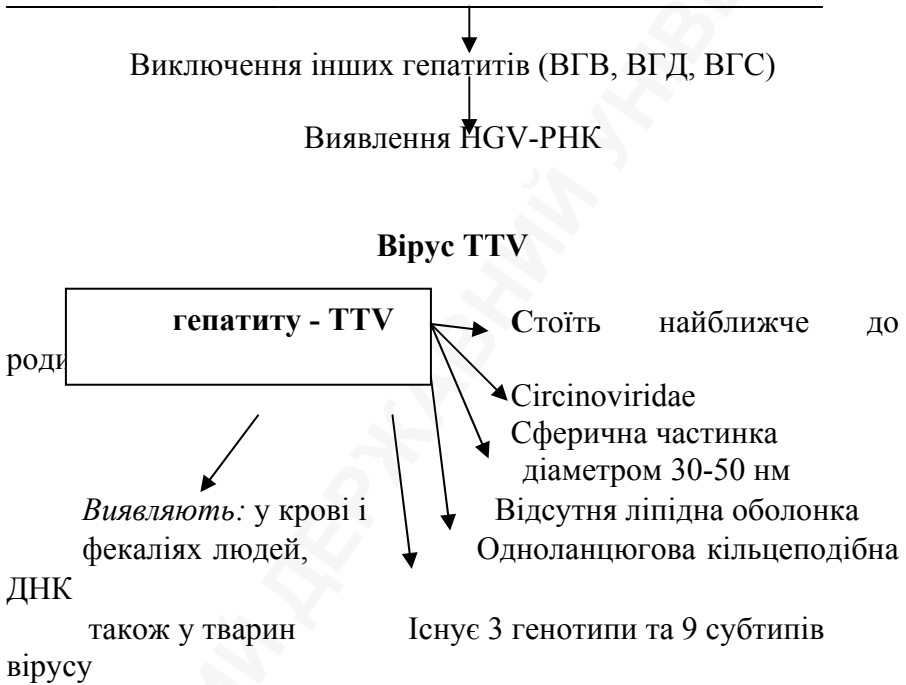 Виключення інших гепатитів (ВГВ, ВГД, ВГС)
Виявлення HGV-РНК
Вірус TTV
гепатиту - TTV
Стоїть найближче до
роди
Circinoviridae
Сферична частинка
діаметром 30-50 нм
Виявляють: у крові і Відсутня ліпідна оболонка
фекаліях людей, Одноланцюгова кільцеподібна
ДНК
також у тварин Існує 3 генотипи та 9 субтипів
вірусу